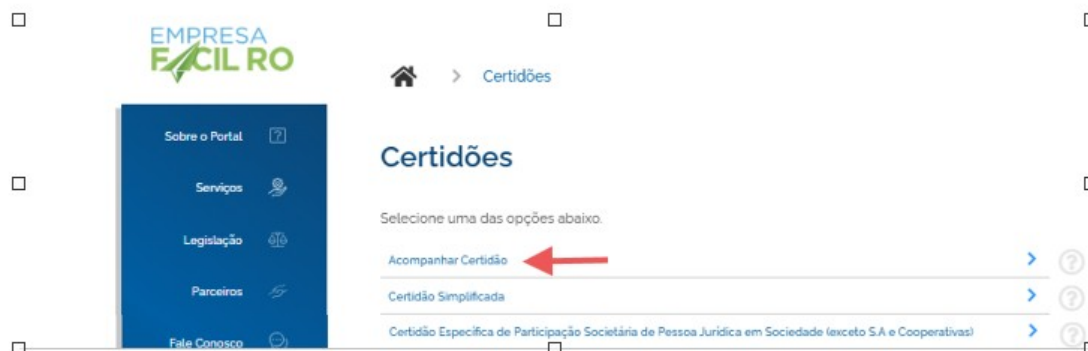 EMPRESA
FÁCIL RO
Certidões
Sobre o Portal
Serviços
Legislação
Parceiros
Fale Conosco
Certidões
Selecione uma das opções abaixo.
Acompanhar Certidão
Certidão Simplificada
Certidão Específica de Participação Societária de Pessoa Jurídica em Sociedade (exceto S.A e Cooperativas)